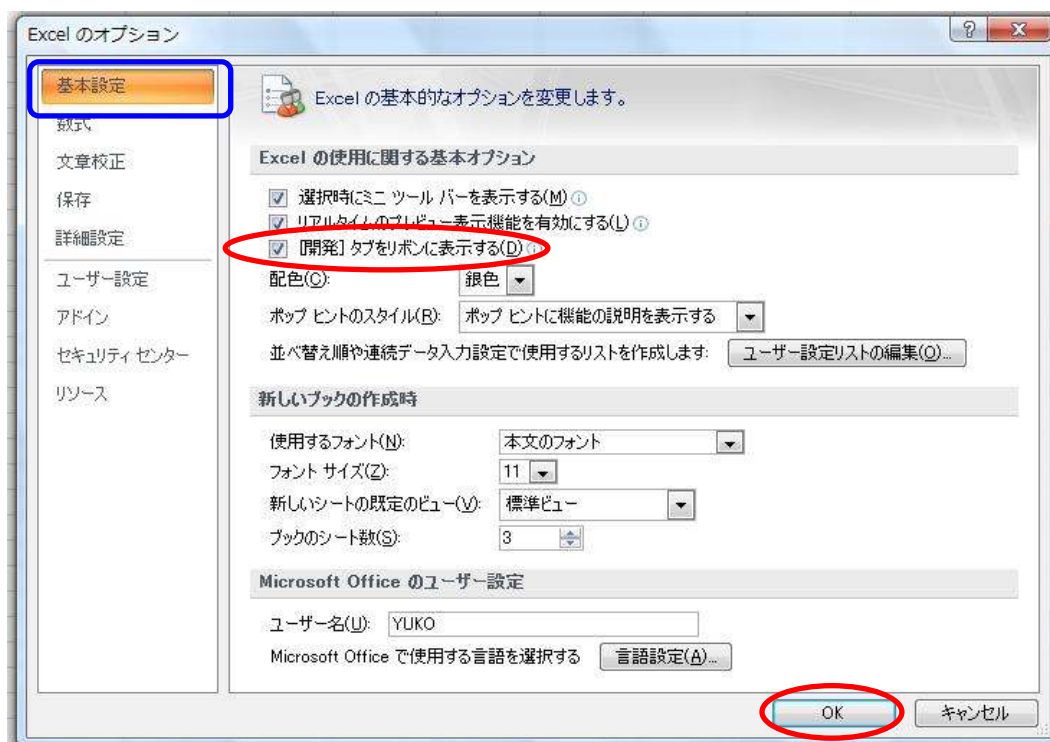 Excel のオプション
基本設定
数式
文章校正
保存
詳細設定
ユーザー設定
アドイン
セキュリティ センター
リソース
Excel の基本的なオプションを変更します。
Excel の使用に関する基本オプション
選択時にミニ ツール バーを表示する(M)
リアルタイムのプレビュー表示機能を有効にする(L)
[開発] タブをリボンに表示する(D)
配色(C): 銀色
ポップ ヒントのスタイル(R): ポップ ヒントに機能の説明を表示する
並べ替え順や連続データ入力設定で使用するリストを作成します: ユーザー設定リストの編集(O)...
新しいブックの作成時
使用するフォント(N): 本文のフォント
フォント サイズ(Z): 11
新しいシートの既定のビュー(V): 標準ビュー
ブックのシート数(S): 3
Microsoft Office のユーザー設定
ユーザー名(U): YUKO
Microsoft Office で使用する言語を選択する 言語設定(A)...
OK キャンセル